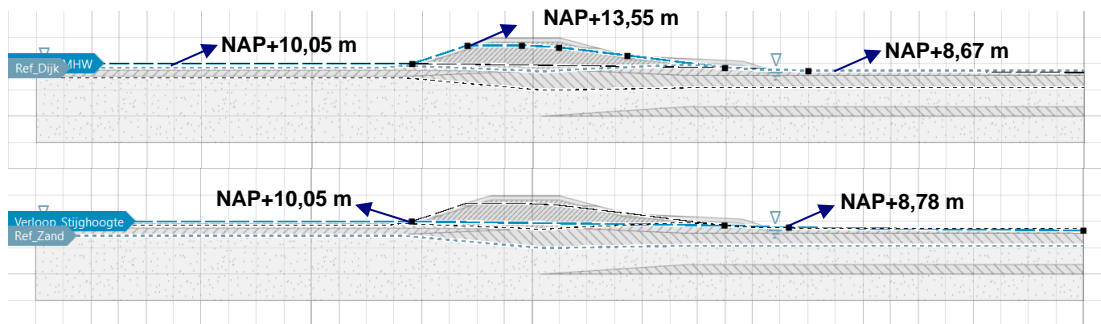 NAP+13,55 m
NAP+10,05 m
NAP+8,67 m
MHW
Ref_Dijk
NAP+10,05 m
NAP+8,78 m
Verloop_Stijghoogte
Ref_Zand